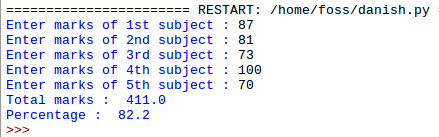 ======================= RESTART: /home/foss/danish.py =
Enter marks of 1st subject : 87
Enter marks of 2nd subject : 81
Enter marks of 3rd subject : 73
Enter marks of 4th subject : 100
Enter marks of 5th subject : 70
Total marks :  411.0
Percentage :  82.2
>>>